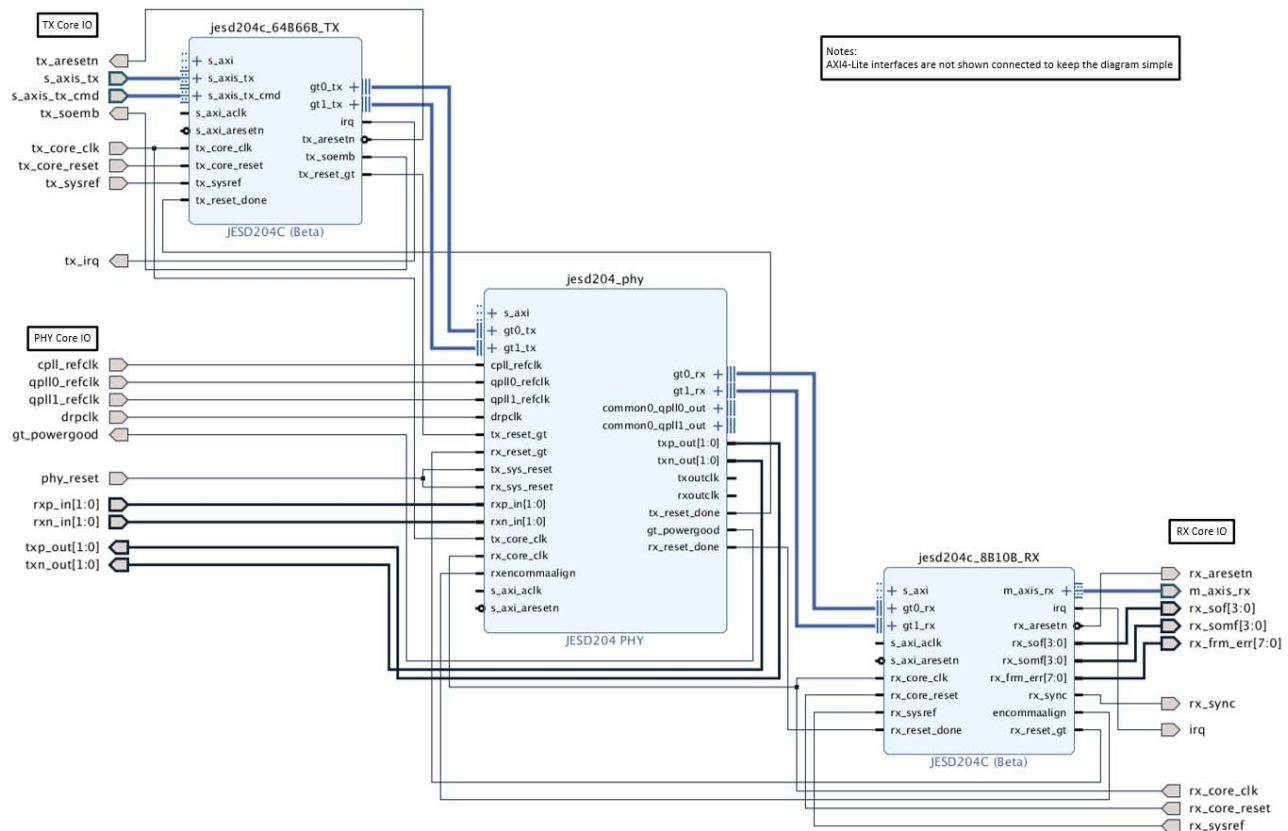 TX Core IO
tx_aresetn
s_axis_tx
s_axis_tx_cmd
tx_soemb
tx_core_clk
tx_core_reset
tx_sysref
tx_irq
jesd204c_64B66B_TX
s_axi
s_axis_tx
s_axis_tx_cmd
s_axi_aclk
s_axi_aresetn
tx_core_clk
tx_core_reset
tx_sysref
tx_reset_done
gt0_tx
gt1_tx
irq
tx_aresetn
tx_soemb
tx_reset_gt
JESD204C (Beta)
Notes:
AXI4-Lite interfaces are not shown connected to keep the diagram simple
PHY Core IO
cpll_refclk
qpll0_refclk
qpll1_refclk
drpclk
gt_powergood
phy_reset
rxp_in[1:0]
rxn_in[1:0]
txp_out[1:0]
txn_out[1:0]
jesd204_phy
s_axi
gt0_tx
gt1_tx
cpll_refclk
qpll0_refclk
qpll1_refclk
drpclk
tx_reset_gt
rx_reset_gt
tx_sys_reset
rx_sys_reset
rxp_in[1:0]
rxn_in[1:0]
tx_core_clk
rx_core_clk
rxencommaalign
s_axi_aclk
s_axi_aresetn
gt0_rx
gt1_rx
common0_qpll0_out
common0_qpll1_out
txp_out[1:0]
txn_out[1:0]
txoutclk
rxoutclk
tx_reset_done
gt_powergood
rx_reset_done
JESD204 PHY
jesd204c_8B10B_RX
s_axi
gt0_rx
gt1_rx
s_axi_aclk
s_axi_aresetn
rx_core_clk
rx_core_reset
rx_sysref
rx_reset_done
m_axis_rx
irq
rx_aresetn
rx_sof[3:0]
rx_somf[3:0]
rx_frm_err[7:0]
rx_sync
encommaalign
rx_reset_gt
JESD204C (Beta)
RX Core IO
rx_aresetn
m_axis_rx
rx_sof[3:0]
rx_somf[3:0]
rx_frm_err[7:0]
rx_sync
irq
rx_core_clk
rx_core_reset
rx_sysref